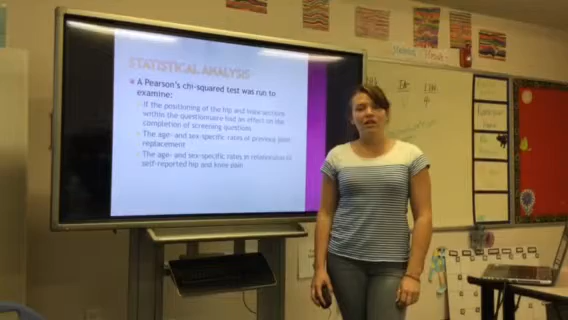 STATISTICAL ANALYSIS
A Pearson's chi-squared test was run to
examine:
If the positioning of the hip and knee sections
within the questionnaire had an effect on the
completion of screening questions
The age- and sex-specific rates of previous joint
replacement
The age- and sex-specific rates in relationship to
self-reported hip and knee pain